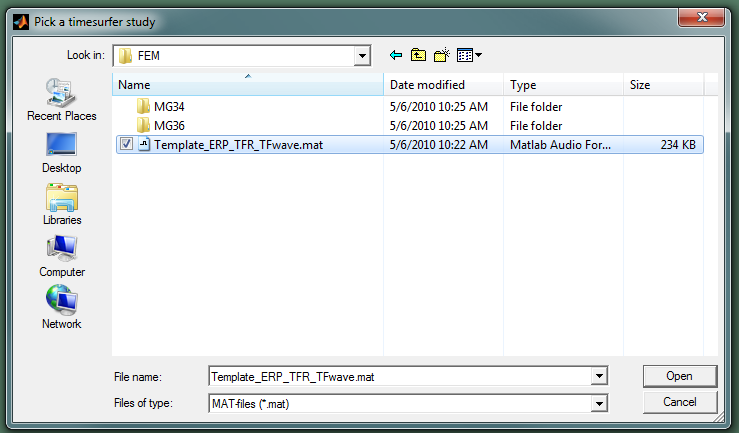 Pick a timesurfer study
Look in: FEM
Name Date modified Type Size
MG34 5/6/2010 10:25 AM File folder
MG36 5/6/2010 10:25 AM File folder
Template_ERP_TFR_TFwave.mat 5/6/2010 10:22 AM Matlab Audio For... 234 KB
Recent Places
Desktop
Libraries
Computer
Network
File name: Template_ERP_TFR_TFwave.mat Open
Files of type: MAT-files (*.mat) Cancel